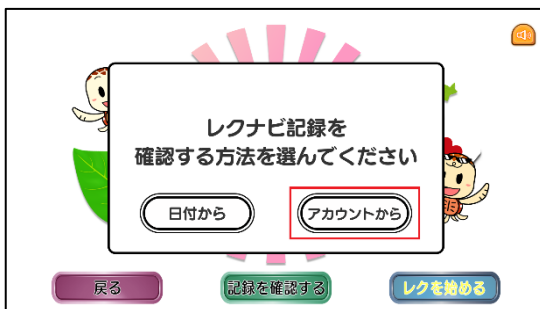 レクナビ記録を
確認する方法を選んでください
日付から
アカウントから
戻る
記録を確認する
レクを始める